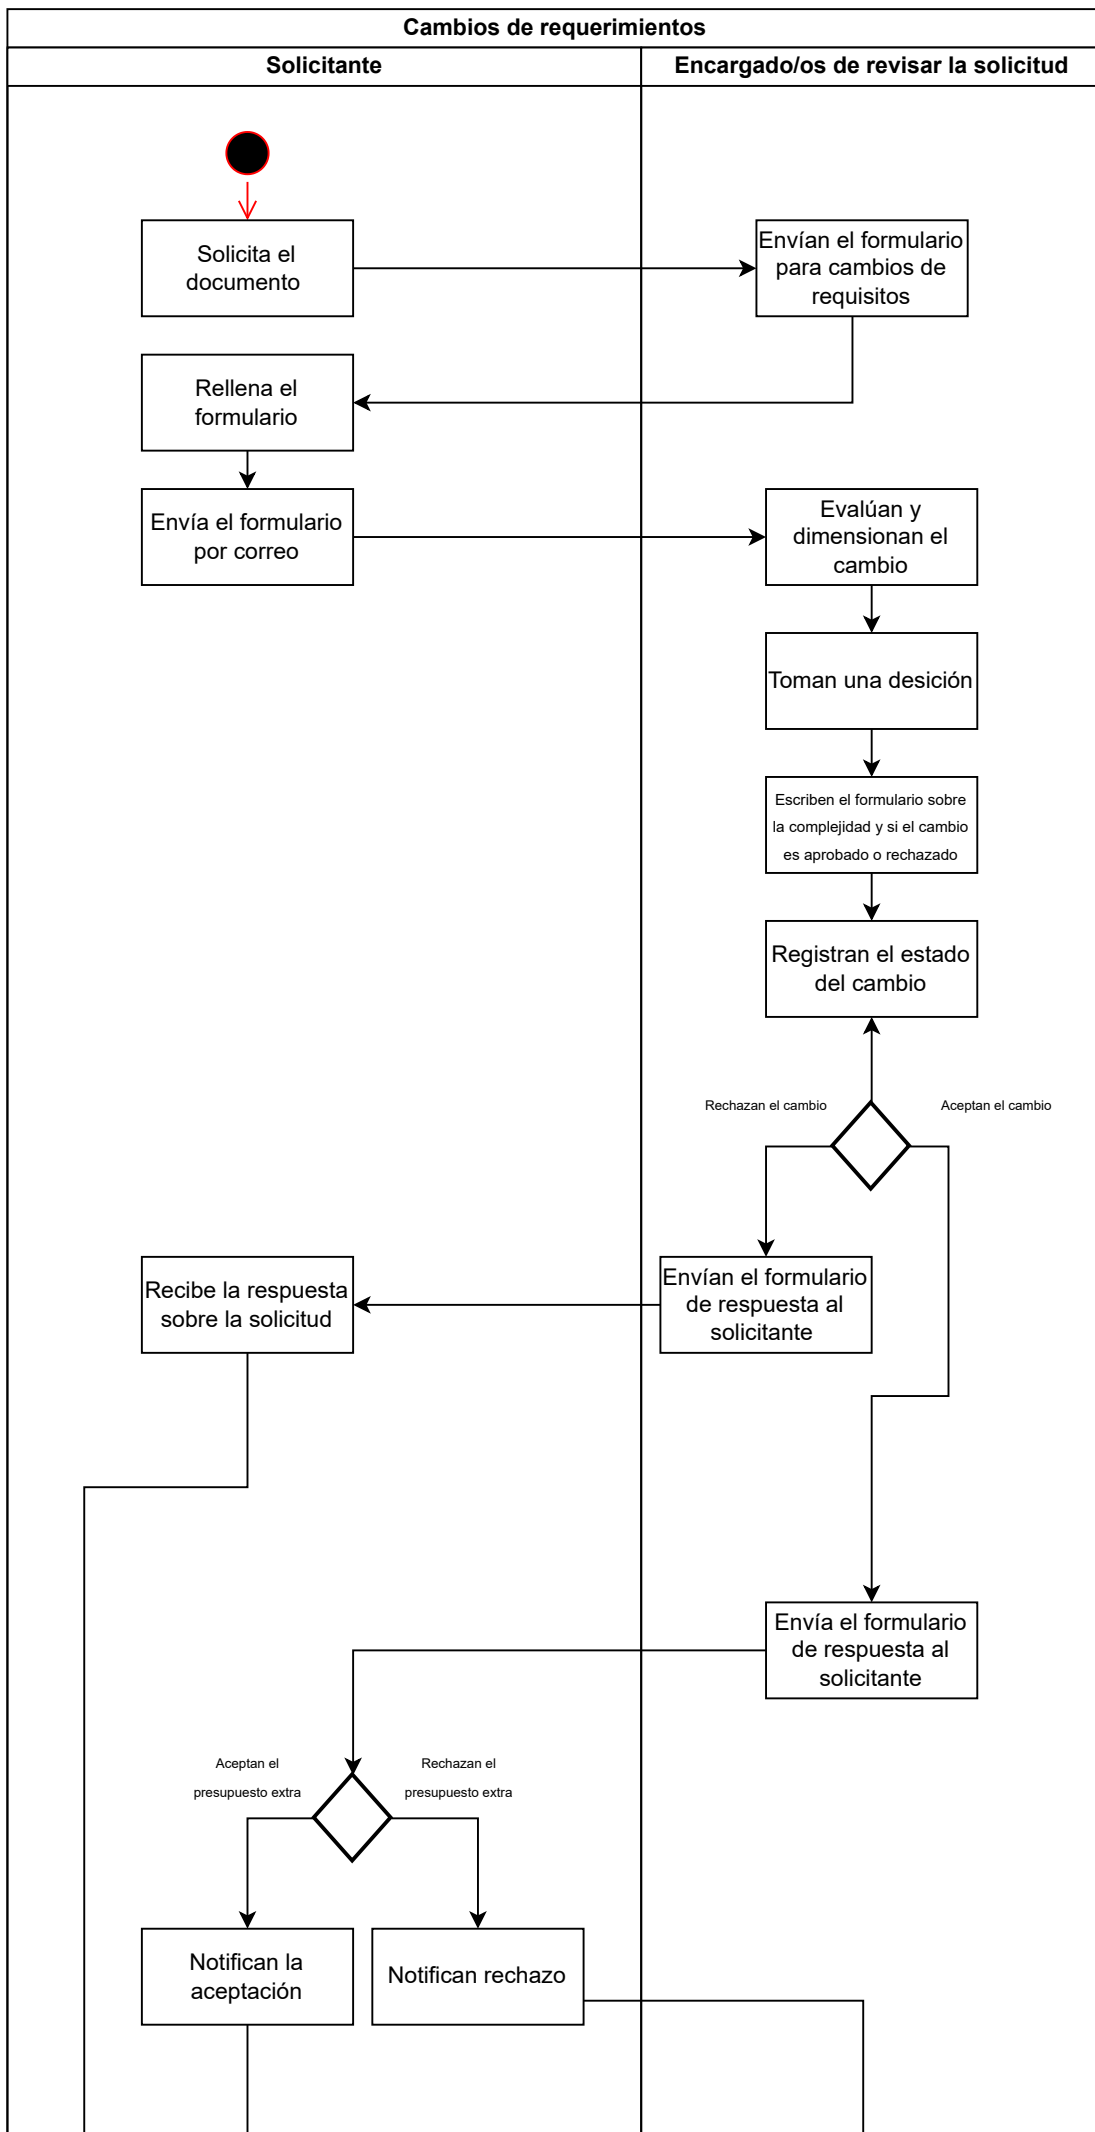 Cambios de requerimientos
Solicitante
Encargado/os de revisar la solicitud
Solicita el
documento
Envían el formulario
para cambios de
requisitos
Rellena el
formulario
Envía el formulario
por correo
Evalúan y
dimensionan el
cambio
Toman una desición
Escriben el formulario sobre
la complejidad y si el cambio
es aprobado o rechazado
Registran el estado
del cambio
Rechazan el cambio
Aceptan el cambio
Recibe la respuesta
sobre la solicitud
Envían el formulario
de respuesta al
solicitante
Envía el formulario
de respuesta al
solicitante
Aceptan el
presupuesto extra
Rechazan el
presupuesto extra
Notifican la
aceptación
Notifican rechazo